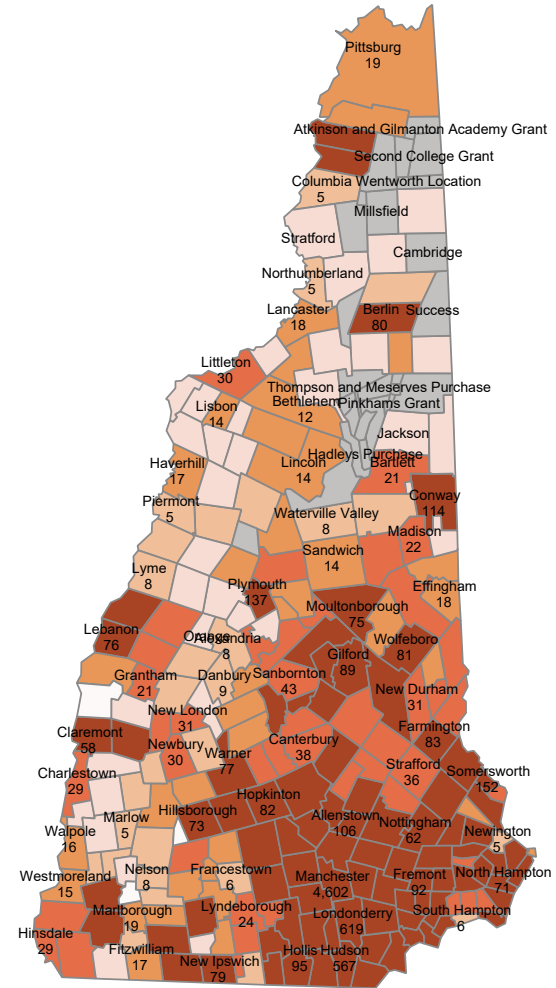 Pittsburg
19
Atkinson and Gilmanton Academy Grant
Second College Grant
Columbia
5
Wentworth Location
Millsfield
Stratford
Cambridge
Northumberland
5
Lancaster
18
Berlin
80
Success
Littleton
30
Thompson and Meserves Purchase
Bethlehem
12
Pinkhams Grant
Lisbon
14
Jackson
Hadleys Purchase
Haverhill
17
Lincoln
14
Bartlett
21
Conway
114
Piermont
5
Waterville Valley
8
Madison
22
Sandwich
14
Lyme
8
Plymouth
137
Effingham
18
Moultonborough
75
Lebanon
76
Orange
Alexandria
8
Wolfeboro
81
Gilford
89
Grantham
21
Danbury
9
Sanbornton
43
New Durham
31
New London
31
Claremont
58
Newbury
30
Warner
77
Canterbury
38
Farmington
83
Strafford
36
Somersworth
152
Charlestown
29
Hopkinton
82
Marlow
5
Hillsborough
73
Allenstown
106
Nottingham
62
Newington
5
Walpole
16
Westmoreland
15
Nelson
8
Francestown
6
Manchester
4,602
Fremont
92
North Hampton
71
Marlborough
19
Lyndeborough
24
Londonderry
619
South Hampton
6
Hinsdale
29
Fitzwilliam
17
New Ipswich
79
Hollis
95
Hudson
567